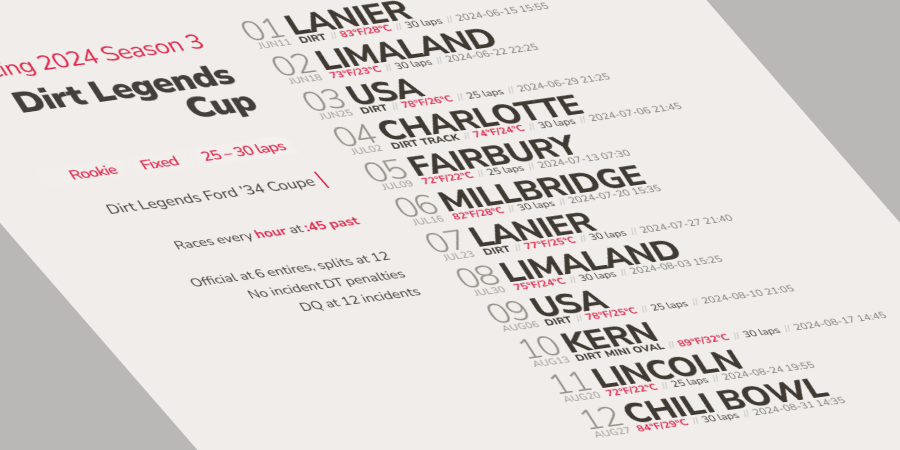 ing 2024 Season 3
Dirt Legends
Cup
Rookie Fixed 25–30 laps
Dirt Legends Ford '34 Coupe
Races every hour at :45 past
Official at 6 entires, splits at 12
No incident DT penalties
DQ at 12 incidents
01 LANIER
JUN11 DIRT // 83°F/28°C // 30 laps // 2024-06-15 15:55
02 LIMALAND
JUN18 73°F/23°C // 30 laps // 2024-06-22 22:25
03 USA
JUN25 DIRT // 78°F/26°C // 25 laps // 2024-06-29 21:25
04 CHARLOTTE
JUL02 DIRT TRACK // 74°F/24°C // 30 laps // 2024-07-06 21:45
05 FAIRBURY
JUL09 72°F/22°C // 25 laps // 2024-07-13 07:30
06 MILLBRIDGE
JUL16 82°F/28°C // 30 laps // 2024-07-20 15:35
07 LANIER
JUL23 DIRT // 77°F/25°C // 30 laps // 2024-07-27 21:40
08 LIMALAND
JUL30 75°F/24°C // 30 laps // 2024-08-03 15:25
09 USA
AUG06 DIRT // 78°F/25°C // 25 laps // 2024-08-10 21:05
10 KERN
AUG13 DIRT MINI OVAL // 89°F/32°C // 30 laps // 2024-08-17 14:45
11 LINCOLN
AUG20 72°F/22°C // 25 laps // 2024-08-24 19:55
12 CHILI BOWL
AUG27 84°F/29°C // 30 laps // 2024-08-31 14:35